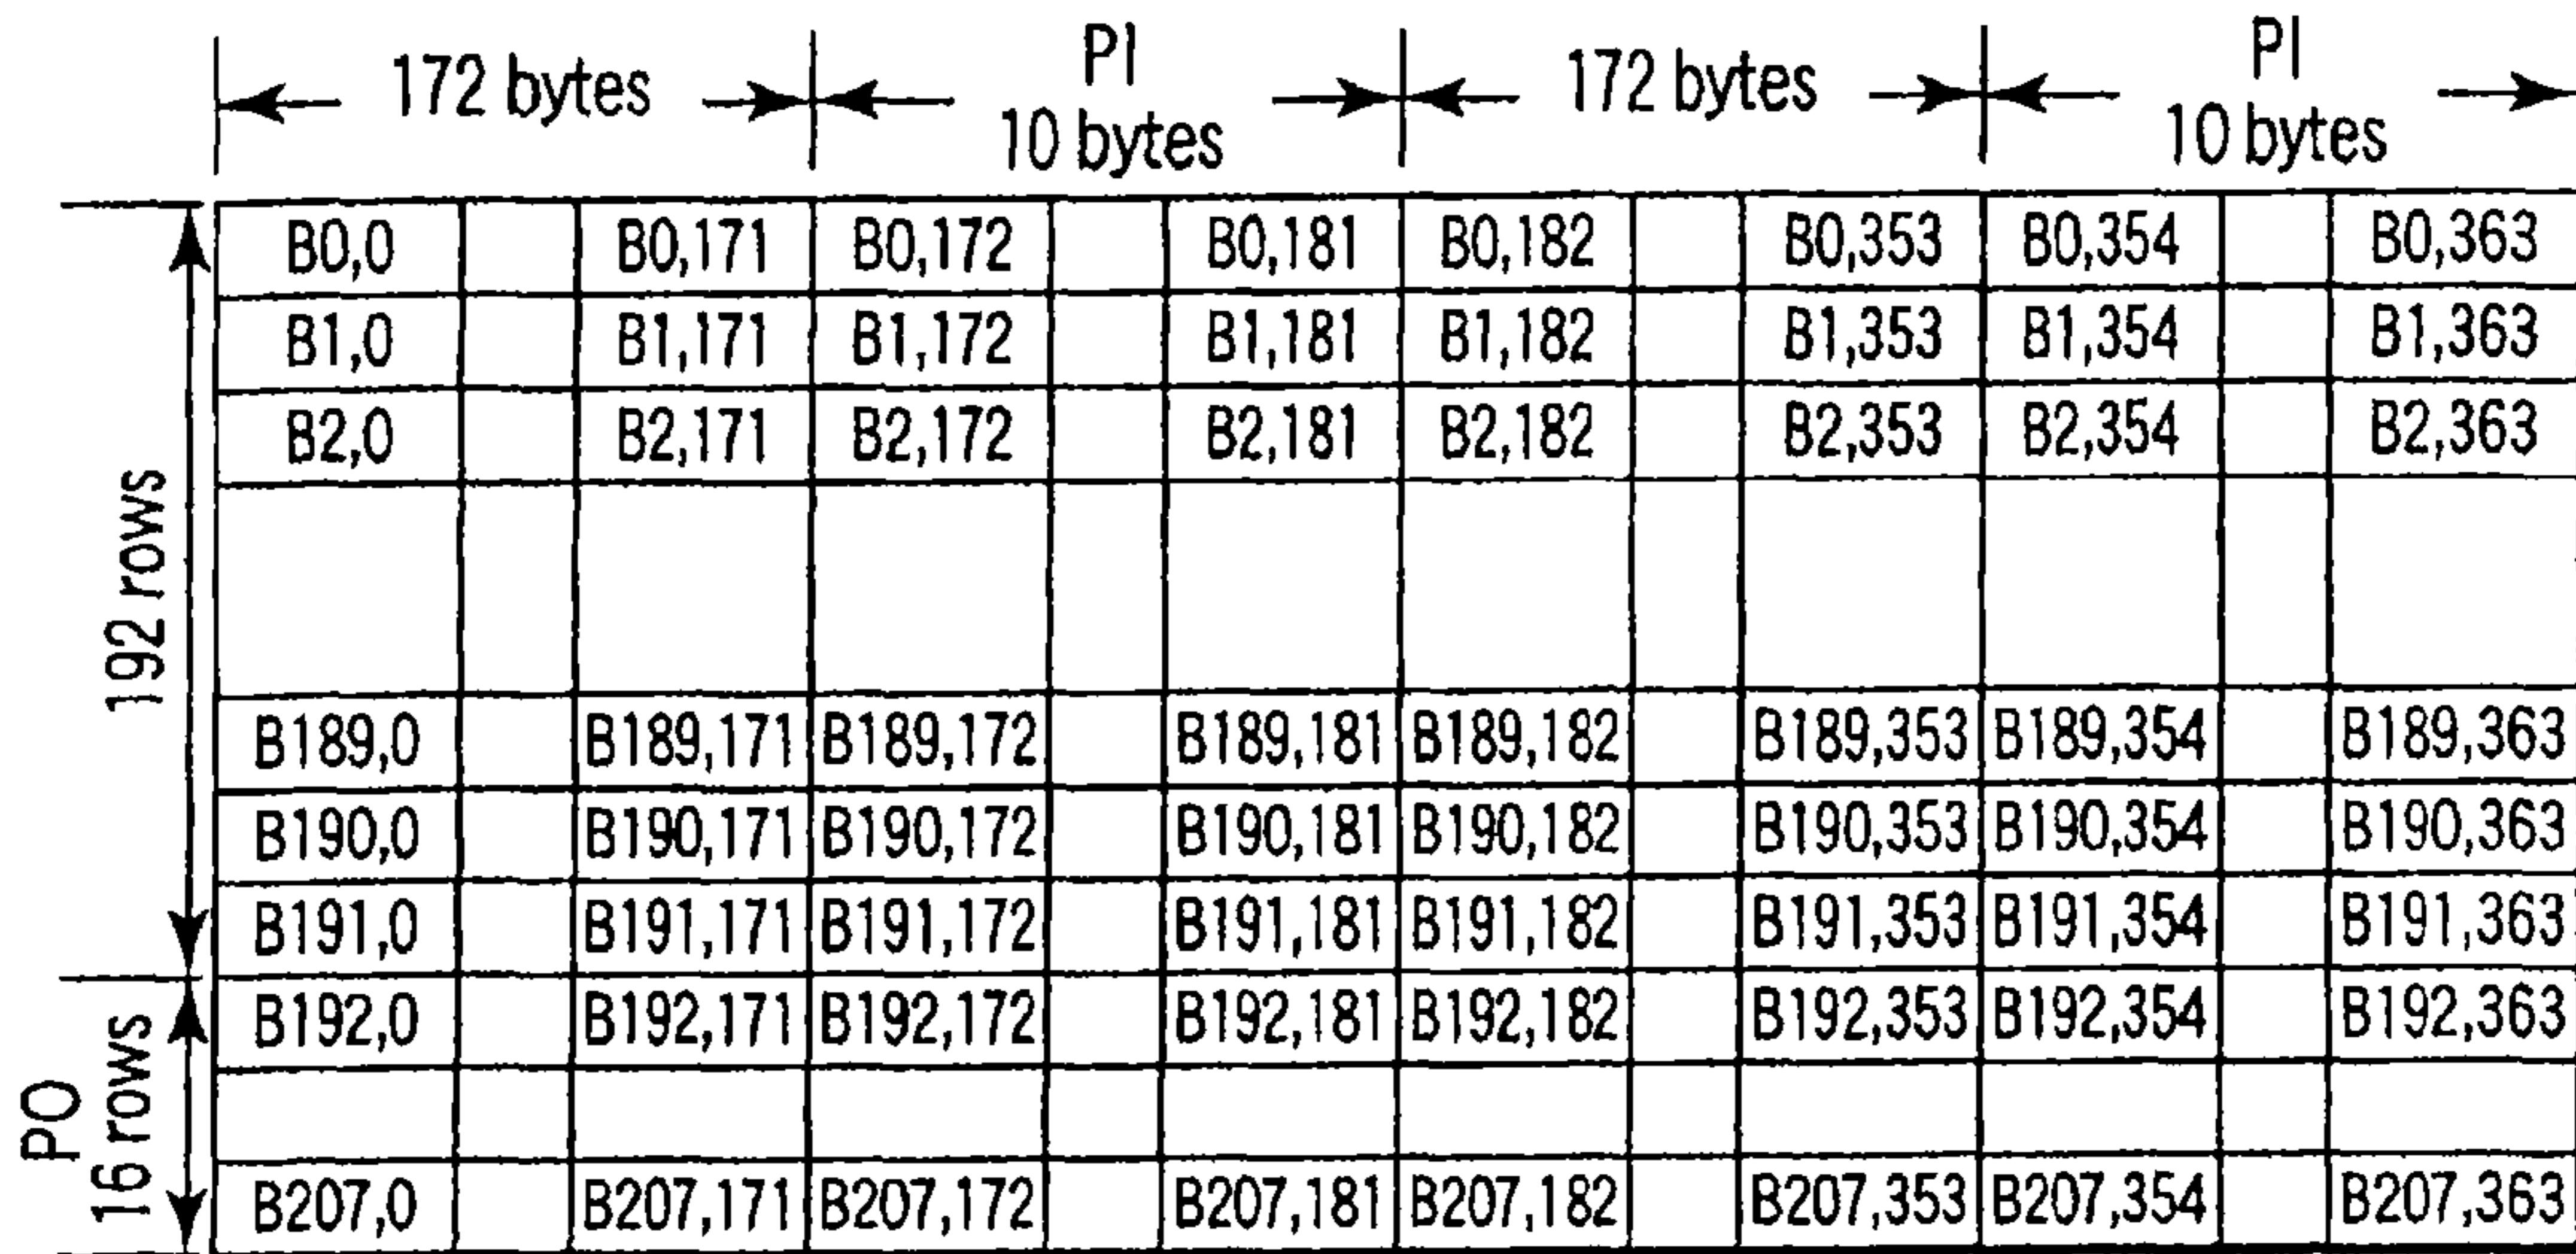 172 bytes PI 10 bytes 172 bytes PI 10 bytes
192 rows
PO 16 rows
B0,0 B0,171 B0,172 B0,181 B0,182 B0,353 B0,354 B0,363
B1,0 B1,171 B1,172 B1,181 B1,182 B1,353 B1,354 B1,363
B2,0 B2,171 B2,172 B2,181 B2,182 B2,353 B2,354 B2,363
B189,0 B189,171 B189,172 B189,181 B189,182 B189,353 B189,354 B189,363
B190,0 B190,171 B190,172 B190,181 B190,182 B190,353 B190,354 B190,363
B191,0 B191,171 B191,172 B191,181 B191,182 B191,353 B191,354 B191,363
B192,0 B192,171 B192,172 B192,181 B192,182 B192,353 B192,354 B192,363
B207,0 B207,171 B207,172 B207,181 B207,182 B207,353 B207,354 B207,363